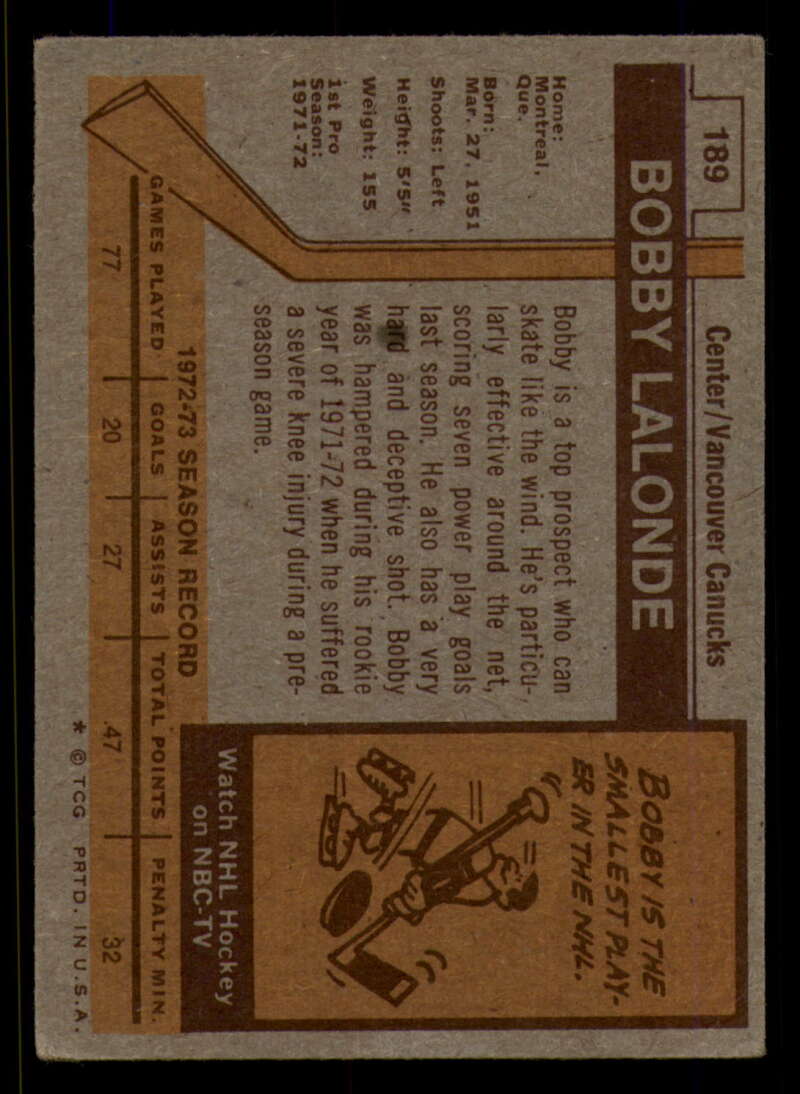 189
Center/Vancouver Canucks
BOBBY LALONDE
Home:
Montreal,
Que.
Born:
Mar. 27, 1951
Shoots: Left
Height: 5'5"
Weight: 155
1st Pro
Season:
1971-72
Bobby is a top prospect who can
skate like the wind. He's particu-
larly effective around the net,
scoring seven power play goals
last season. He also has a very
hard and deceptive shot. Bobby
was hampered during his rookie
year of 1971-72 when he suffered
a severe knee injury during a pre-
season game.
BOBBY IS THE
SMALLEST PLAY-
ER IN THE NHL.
Watch NHL Hockey
on NBC-TV
1972-73 SEASON RECORD
GAMES PLAYED GOALS ASSISTS TOTAL POINTS PENALTY MIN.
77 20 27 47 32
* © TCG PRTD. IN U.S.A.